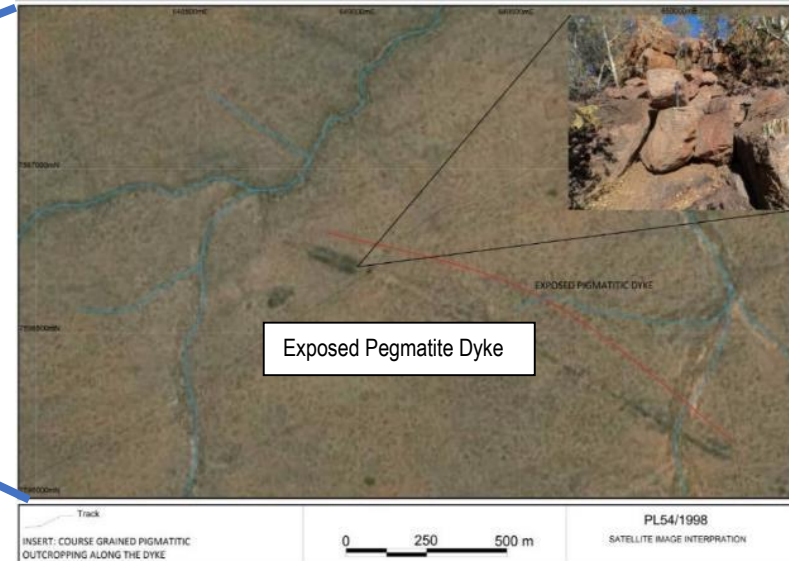 EXPOSED PIGMATITIC DYKE
Exposed Pegmatite Dyke
Track
INSERT: COURSE GRAINED PIGMATITIC
OUTCROPPING ALONG THE DYKE
0 250 500 m
PL54/1998
SATELLITE IMAGE INTERPRATION